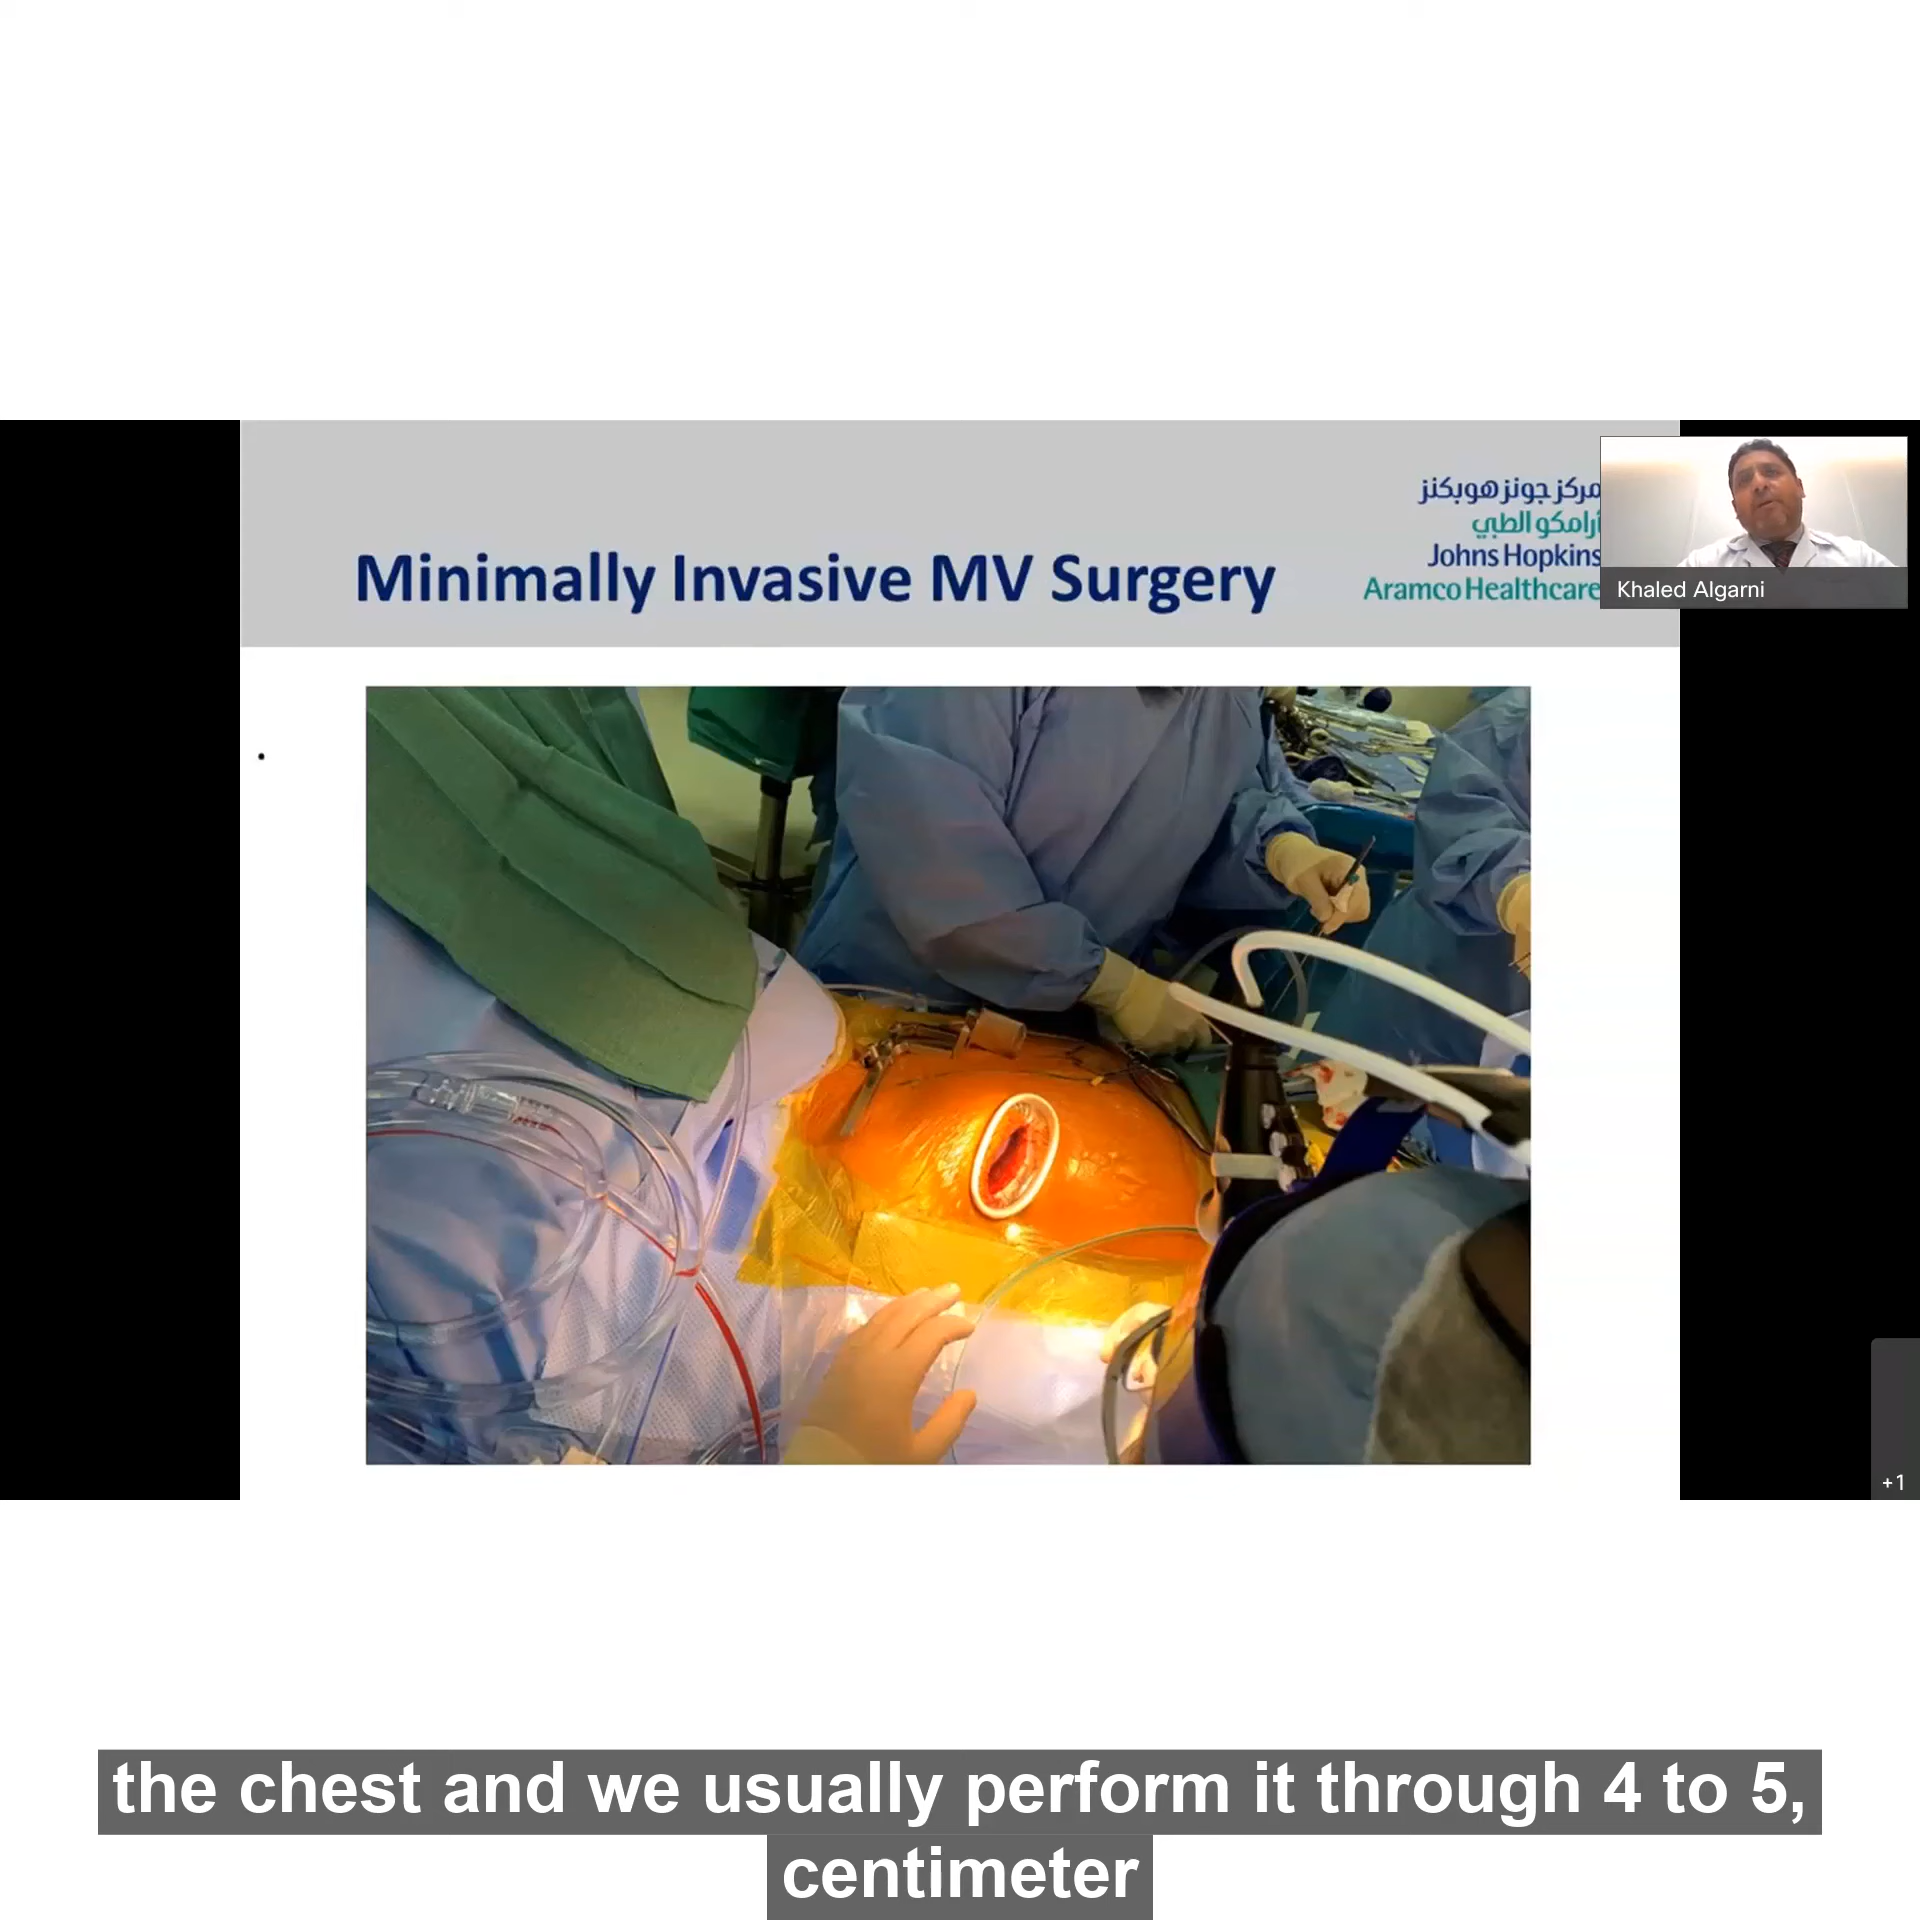 مركز جونز هوبكنز
أرامكو الطبي
Minimally Invasive MV Surgery
Johns Hopkins
Aramco Healthcare
Khaled Algarni
+1
the chest and we usually perform it through 4 to 5,
centimeter